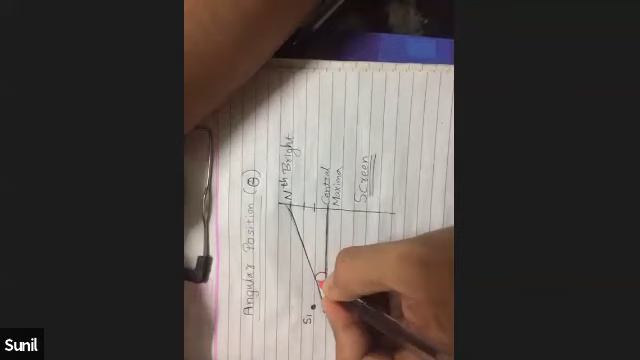 Angular Position (θ)
Nth Bright
Central
Maxima
Screen
S1
Sunil